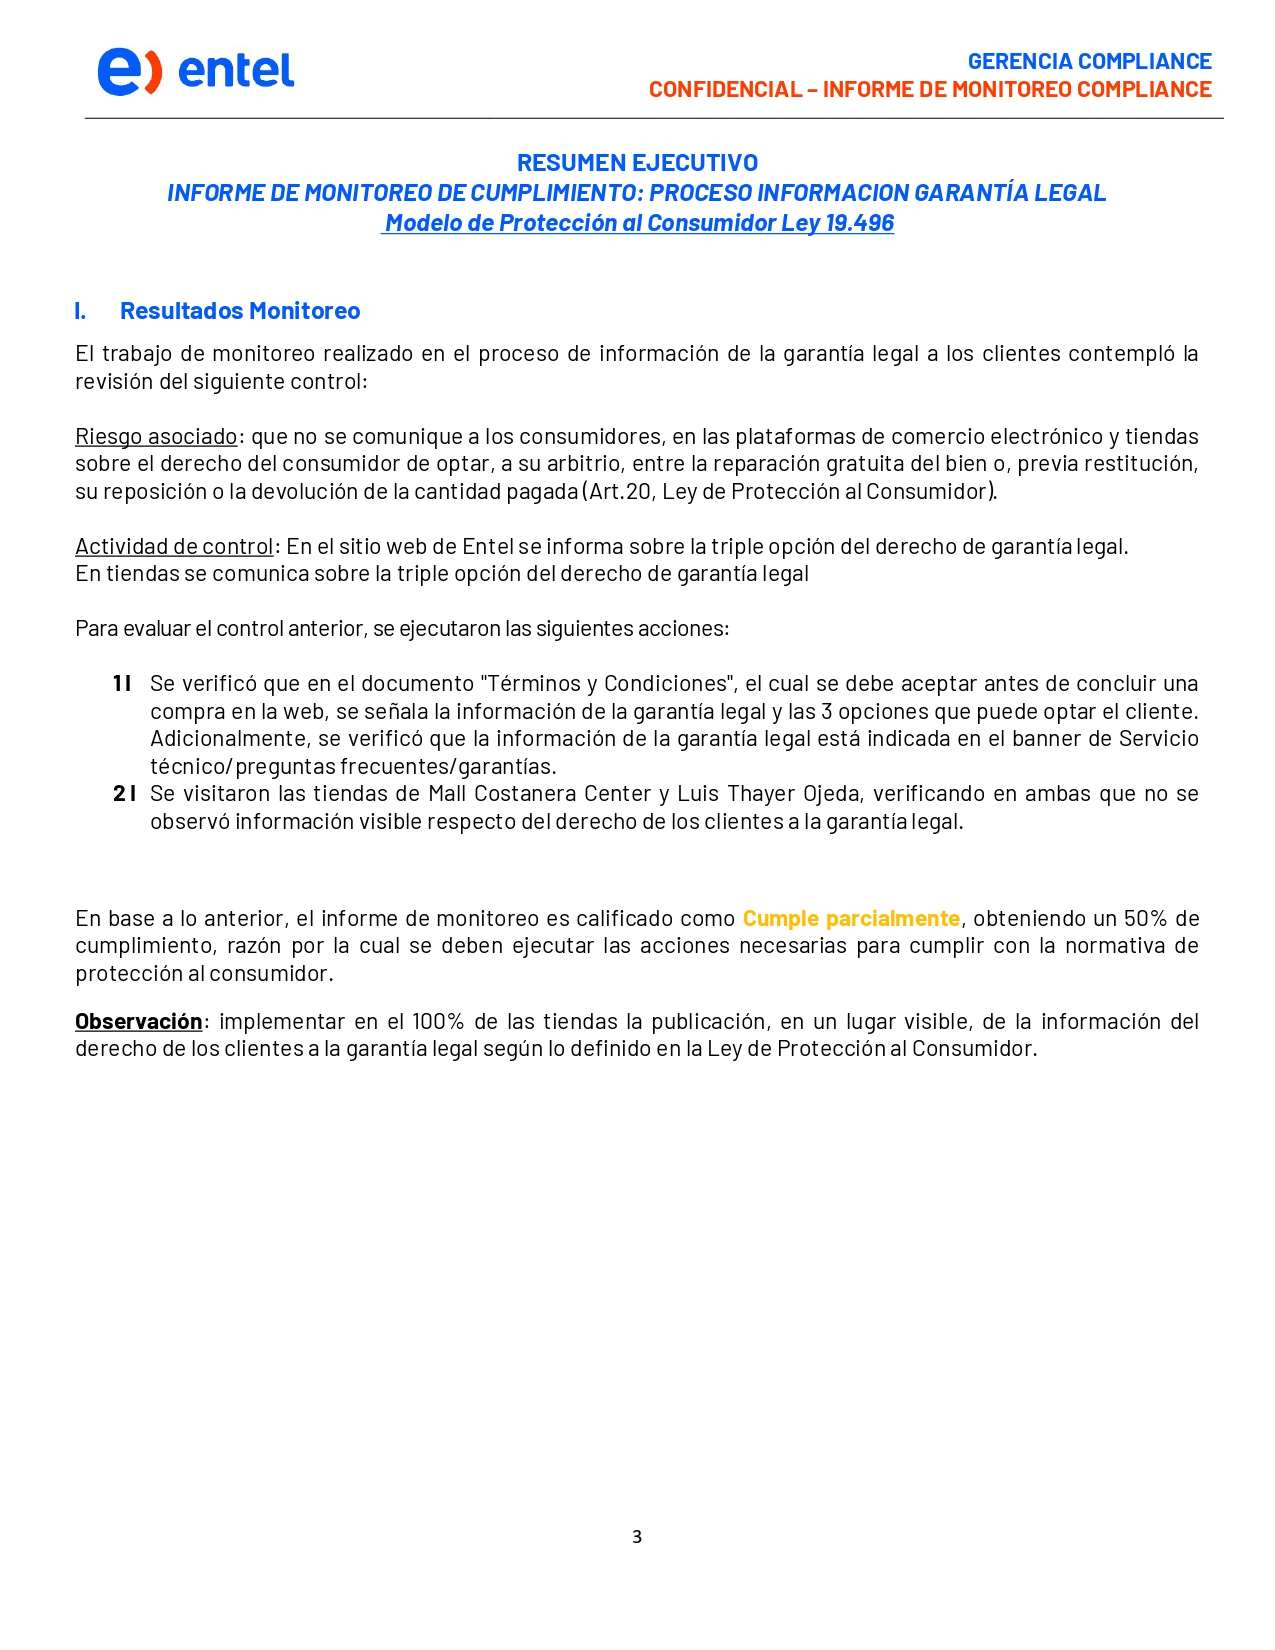 e) entel
GERENCIA COMPLIANCE
CONFIDENCIAL – INFORME DE MONITOREO COMPLIANCE
RESUMEN EJECUTIVO
INFORME DE MONITOREO DE CUMPLIMIENTO: PROCESO INFORMACION GARANTÍA LEGAL
Modelo de Protección al Consumidor Ley 19.496
I. Resultados Monitoreo
El trabajo de monitoreo realizado en el proceso de información de la garantía legal a los clientes contempló la
revisión del siguiente control:
Riesgo asociado: que no se comunique a los consumidores, en las plataformas de comercio electrónico y tiendas
sobre el derecho del consumidor de optar, a su arbitrio, entre la reparación gratuita del bien o, previa restitución,
su reposición o la devolución de la cantidad pagada (Art.20, Ley de Protección al Consumidor).
Actividad de control: En el sitio web de Entel se informa sobre la triple opción del derecho de garantía legal.
En tiendas se comunica sobre la triple opción del derecho de garantía legal
Para evaluar el control anterior, se ejecutaron las siguientes acciones:
1 I Se verificó que en el documento "Términos y Condiciones", el cual se debe aceptar antes de concluir una
compra en la web, se señala la información de la garantía legal y las 3 opciones que puede optar el cliente.
Adicionalmente, se verificó que la información de la garantía legal está indicada en el banner de Servicio
técnico/preguntas frecuentes/garantías.
2 I Se visitaron las tiendas de Mall Costanera Center y Luis Thayer Ojeda, verificando en ambas que no se
observó información visible respecto del derecho de los clientes a la garantía legal.
En base a lo anterior, el informe de monitoreo es calificado como Cumple parcialmente, obteniendo un 50% de
cumplimiento, razón por la cual se deben ejecutar las acciones necesarias para cumplir con la normativa de
protección al consumidor.
Observación: implementar en el 100% de las tiendas la publicación, en un lugar visible, de la información del
derecho de los clientes a la garantía legal según lo definido en la Ley de Protección al Consumidor.
3